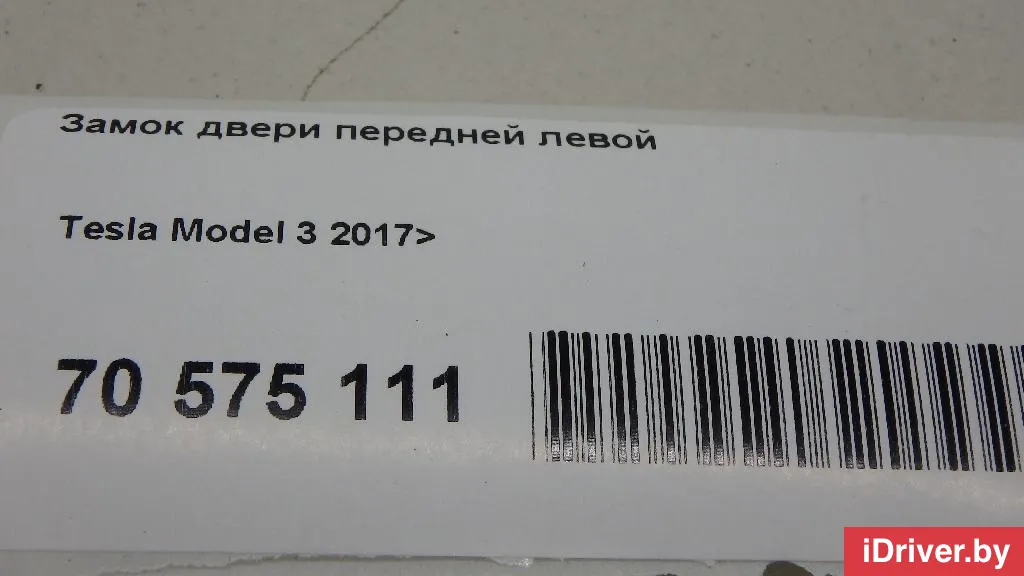 Замок двери передней левой
Tesla Model 3 2017>
70 575 111
iDriver.by